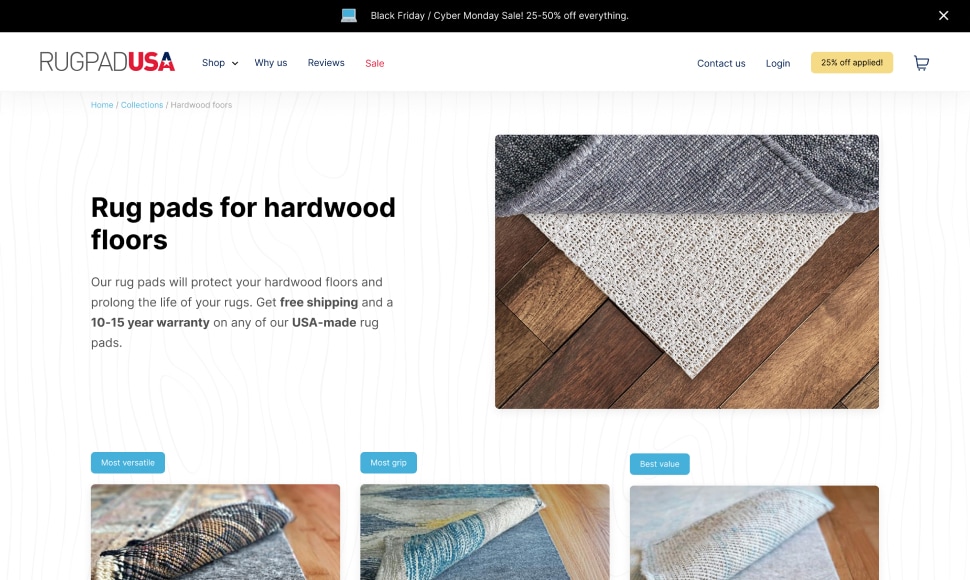 Black Friday / Cyber Monday Sale! 25-50% off everything.
RUGPADUSA
Shop
Why us
Reviews
Sale
Contact us
Login
25% off applied!
Home / Collections / Hardwood foors
Rug pads for hardwood
floors
Our rug pads will protect your hardwood floors and
prolong the life of your rugs. Get free shipping and a
10-15 year warranty on any of our USA-made rug
pads.
Most versatile
Most grip
Best value